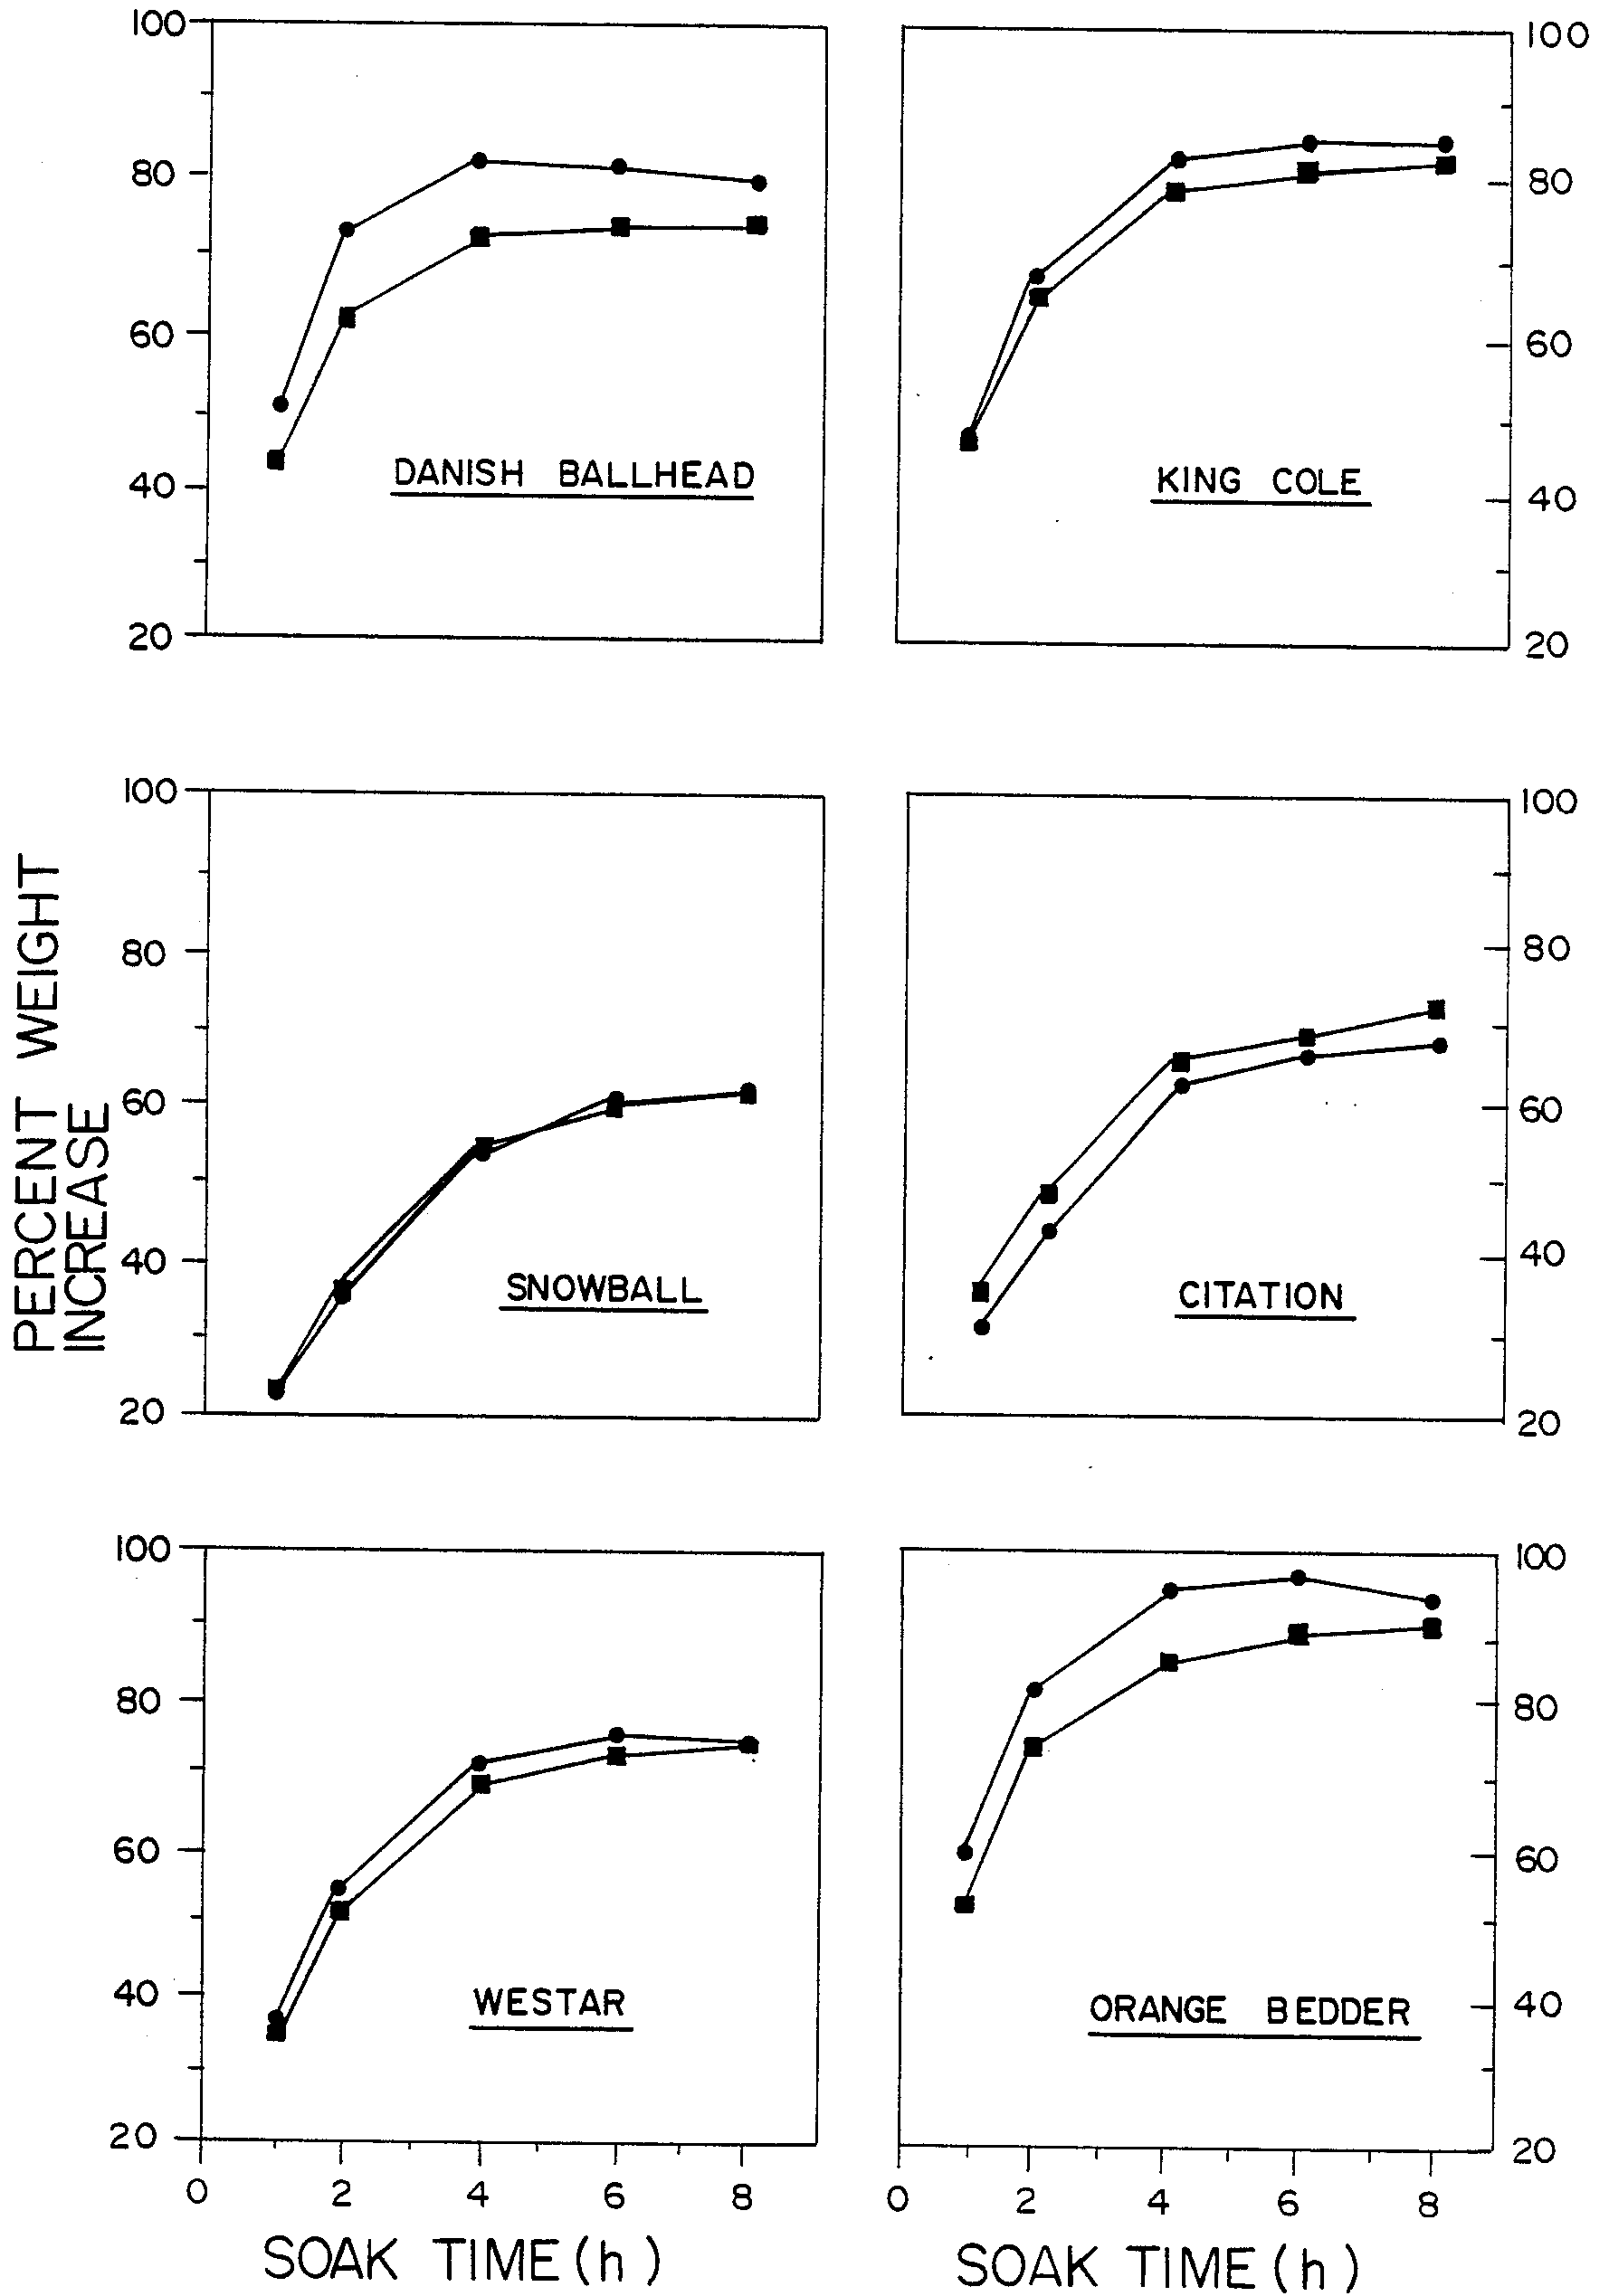 100
80
60
40
20
DANISH BALLHEAD
100
80
60
40
20
KING COLE
PERCENT WEIGHT
INCREASE
100
80
60
40
20
SNOWBALL
100
80
60
40
20
CITATION
100
80
60
40
20
WESTAR
0 2 4 6 8
SOAK TIME (h)
100
80
60
40
20
ORANGE BEDDER
0 2 4 6 8
SOAK TIME (h)